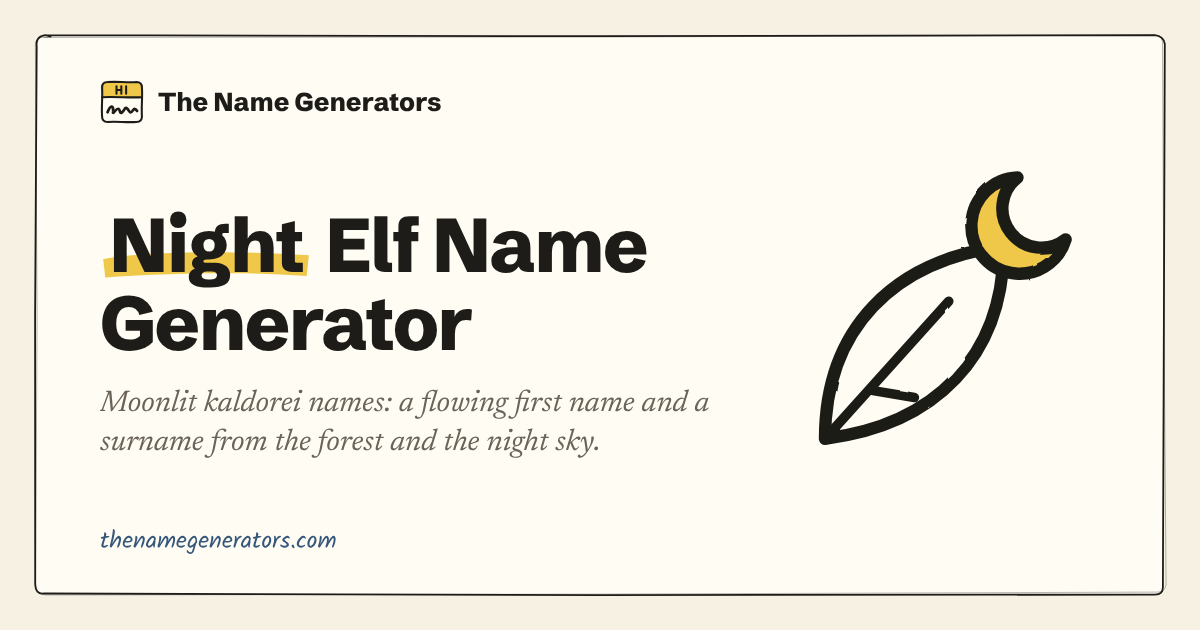 HI
The Name Generators
Night Elf Name
Generator
Moonlit kaldorei names: a flowing first name and a
surname from the forest and the night sky.
thenamegenerators.com